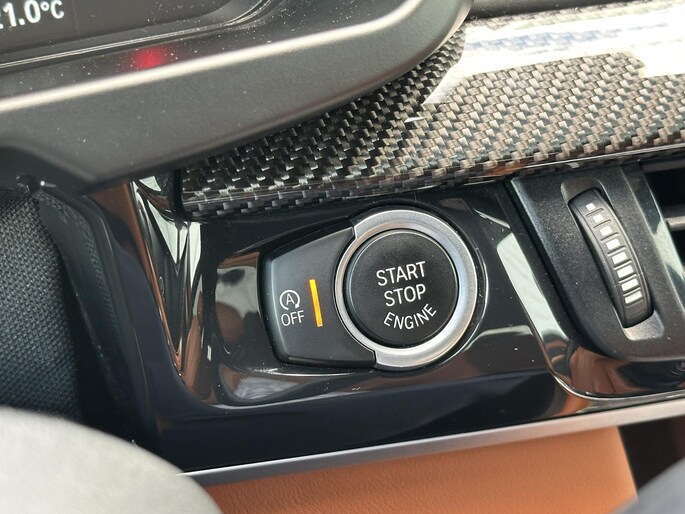 1.0°C
START
STOP
ENGINE
A
OFF